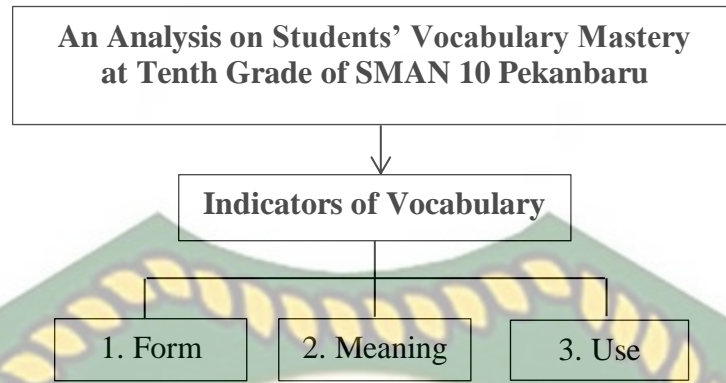 An Analysis on Students’ Vocabulary Mastery
at Tenth Grade of SMAN 10 Pekanbaru
Indicators of Vocabulary
1. Form
2. Meaning
3. Use